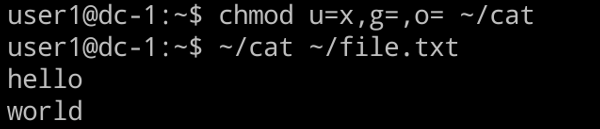 user1@dc-1:~$ chmod u=x,g=,o= ~/cat
user1@dc-1:~$ ~/cat ~/file.txt
hello
world